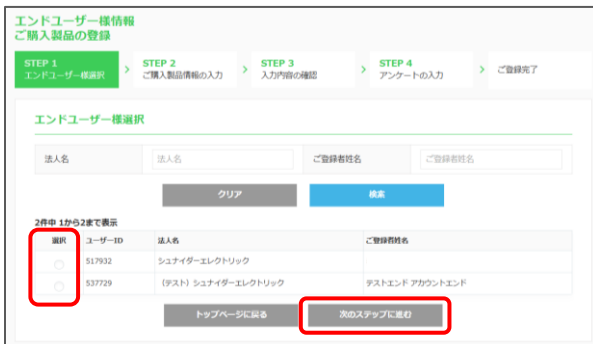 エンドユーザー様情報
ご購入製品の登録
STEP 1
エンドユーザー様選択
>
STEP 2
ご購入製品情報の入力
>
STEP 3
入力内容の確認
>
STEP 4
アンケートの入力
>
ご登録完了
エンドユーザー様選択
法人名 法人名 ご登録者姓名 ご登録者姓名
クリア 検索
2件中 1から2まで表示
選択 ユーザーID 法人名 ご登録者姓名
517932 シュナイダーエレクトリック
537729 （テスト）シュナイダーエレクトリック テストエンド アカウントエンド
トップページに戻る 次のステップに進む